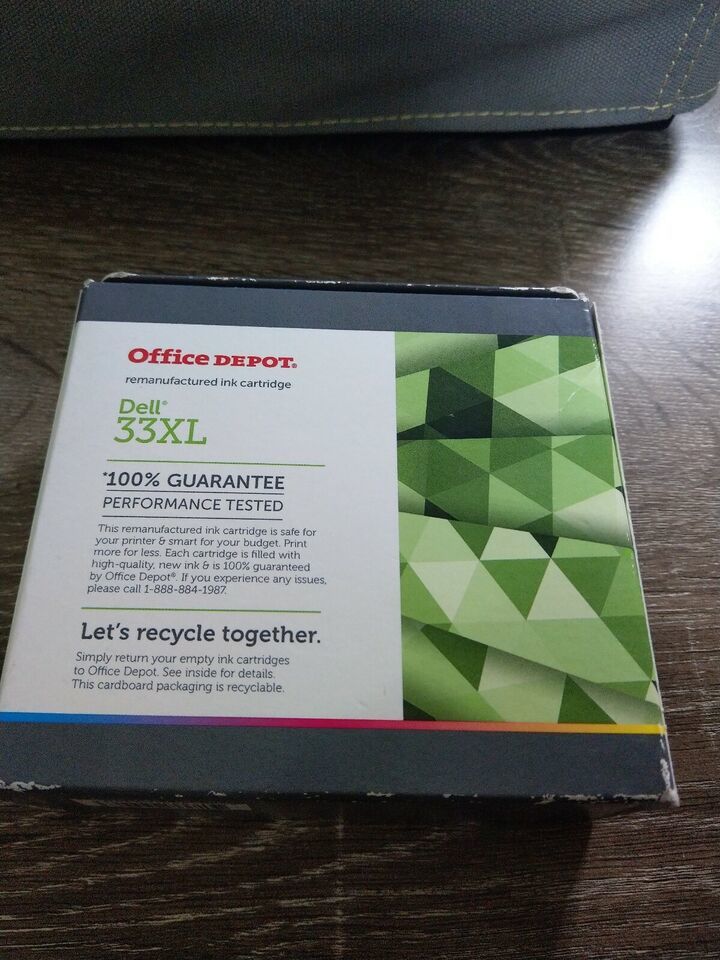 Office DEPOT®
remanufactured ink cartridge
Dell®
33XL
*100% GUARANTEE
PERFORMANCE TESTED
This remanufactured ink cartridge is safe for
your printer & smart for your budget. Print
more for less. Each cartridge is filled with
high-quality, new ink & is 100% guaranteed
by Office Depot®. If you experience any issues,
please call 1-888-884-1987.
Let's recycle together.
Simply return your empty ink cartridges
to Office Depot. See inside for details.
This cardboard packaging is recyclable.